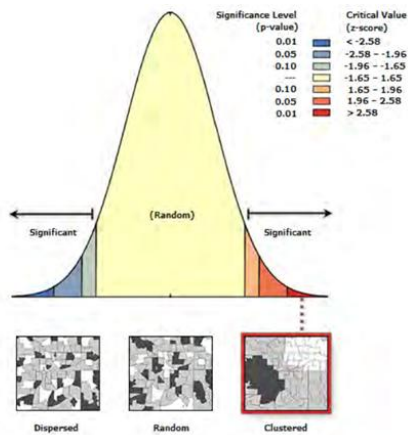 Significance Level Critical Value
(p-value) (z-score)
0.01 < -2.58
0.05 -2.58 - -1.96
0.10 -1.96 - -1.65
--- -1.65 - 1.65
0.10 1.65 - 1.96
0.05 1.96 - 2.58
0.01 > 2.58
(Random)
Significant Significant
Dispersed Random Clustered